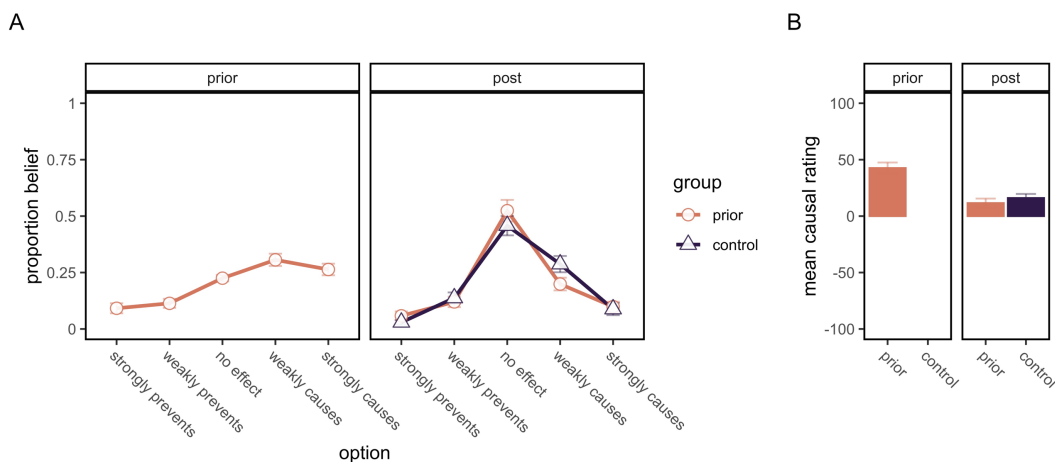 A
prior
post
proportion belief
1
0.75
0.5
0.25
0
strongly prevents
weakly prevents
no effect
weakly causes
strongly causes
strongly prevents
weakly prevents
no effect
weakly causes
strongly causes
option
group
prior
control
B
prior
post
mean causal rating
100
50
0
-50
-100
prior
control
prior
control